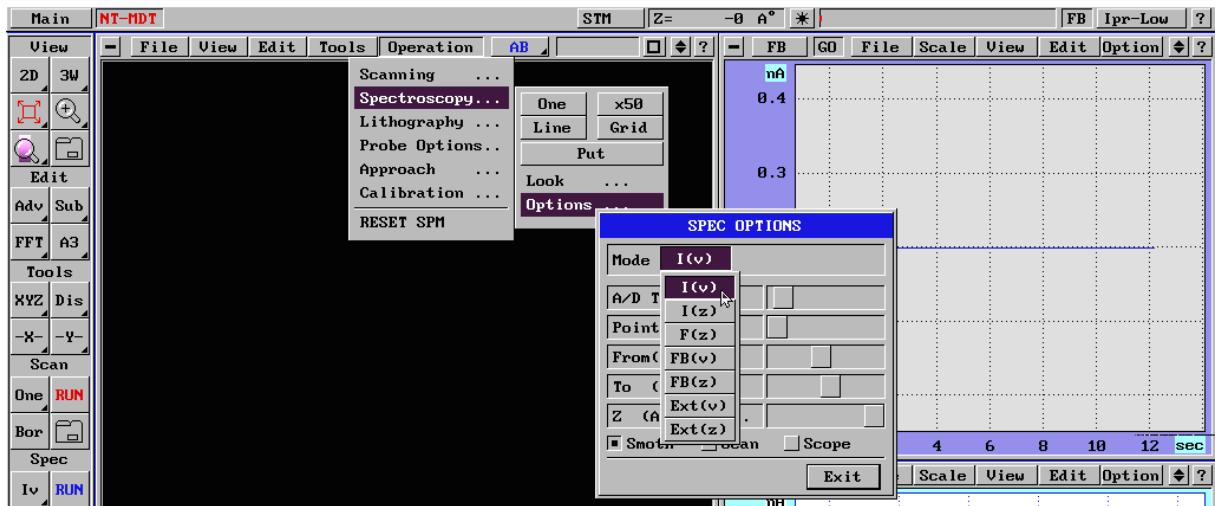 Main NT-MDT STM Z= -0 A° FB Ipr-Low ?
View File View Edit Tools Operation AB ? FB GO File Scale View Edit Option ?
2D 3W
Edit
Adv Sub
FFT A3
Tools
XYZ Dis
-X- -Y-
Scan
One RUN
Bor
Spec
Iv RUN
Scanning ...
Spectroscopy...
Lithography ...
Probe Options..
Approach ...
Calibration ...
RESET SPM
One x50
Line Grid
Put
Look ...
Options ...
SPEC OPTIONS
Mode I(v)
I(v)
I(z)
F(z)
FB(v)
FB(z)
Ext(v)
Ext(z)
A/D T
Point
From(
To (
Z (A .
Smoth Scope
Exit
nA
0.4
0.3
4 6 8 10 12 sec
Scale View Edit Option ?